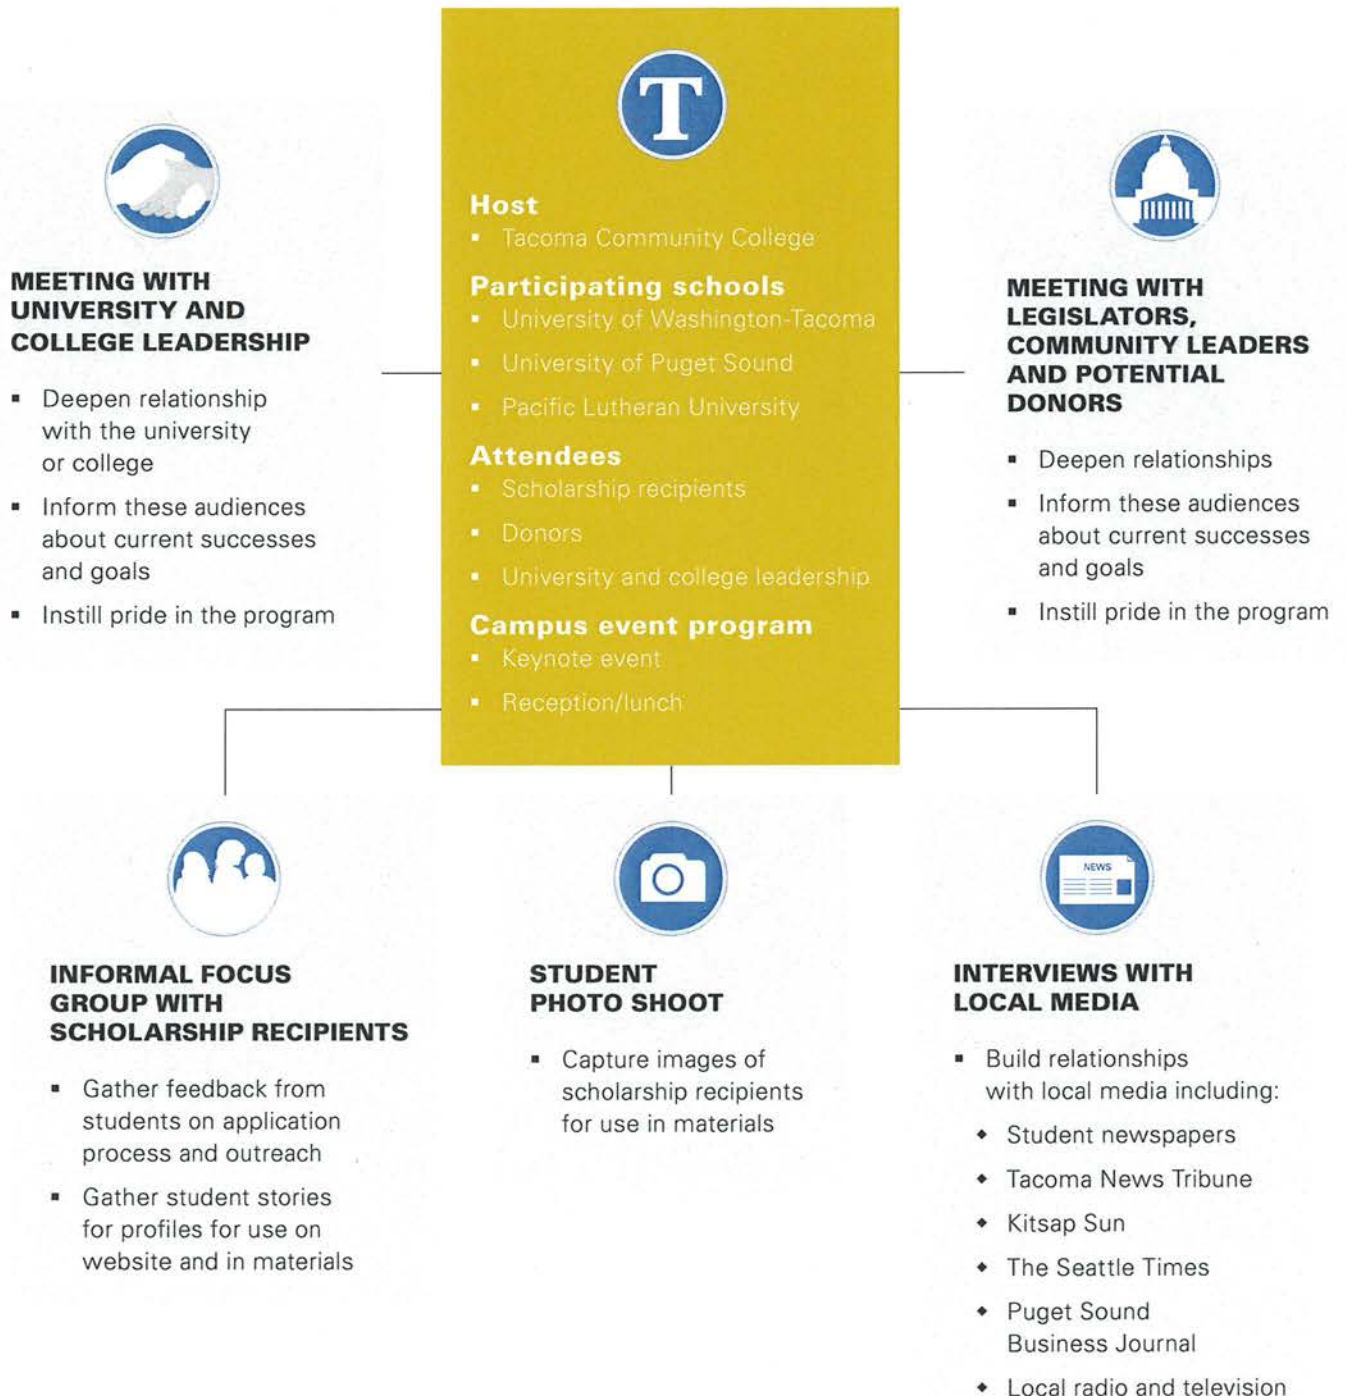 T
Host
▪ Tacoma Community College
Participating schools
▪ University of Washington-Tacoma
▪ University of Puget Sound
▪ Pacific Lutheran University
Attendees
▪ Scholarship recipients
▪ Donors
▪ University and college leadership
Campus event program
▪ Keynote event
▪ Reception/lunch
MEETING WITH
UNIVERSITY AND
COLLEGE LEADERSHIP
▪ Deepen relationship
with the university
or college
▪ Inform these audiences
about current successes
and goals
▪ Instill pride in the program
MEETING WITH
LEGISLATORS,
COMMUNITY LEADERS
AND POTENTIAL
DONORS
▪ Deepen relationships
▪ Inform these audiences
about current successes
and goals
▪ Instill pride in the program
INFORMAL FOCUS
GROUP WITH
SCHOLARSHIP RECIPIENTS
▪ Gather feedback from
students on application
process and outreach
▪ Gather student stories
for profiles for use on
website and in materials
STUDENT
PHOTO SHOOT
▪ Capture images of
scholarship recipients
for use in materials
NEWS
INTERVIEWS WITH
LOCAL MEDIA
▪ Build relationships
with local media including:
◆ Student newspapers
◆ Tacoma News Tribune
◆ Kitsap Sun
◆ The Seattle Times
◆ Puget Sound
Business Journal
◆ Local radio and television